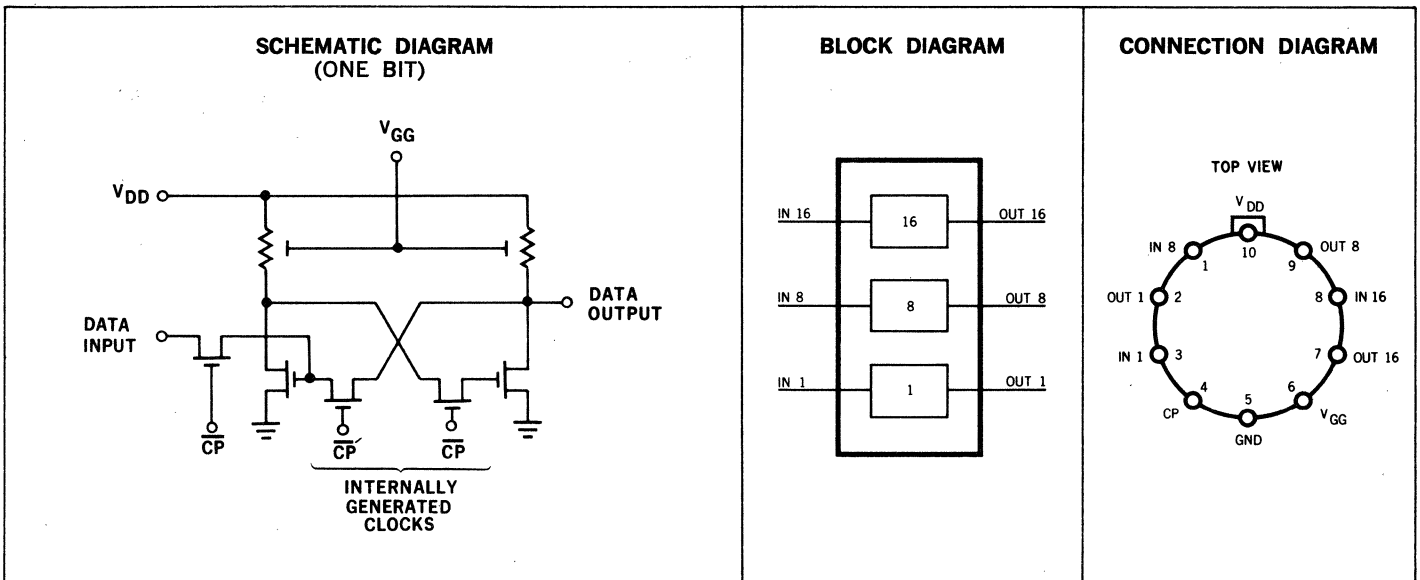 SCHEMATIC DIAGRAM
(ONE BIT)
VGG
VDD
DATA
INPUT
DATA
OUTPUT
CP
CP′
CP
INTERNALLY
GENERATED
CLOCKS
BLOCK DIAGRAM
IN 16
16
OUT 16
IN 8
8
OUT 8
IN 1
1
OUT 1
CONNECTION DIAGRAM
TOP VIEW
VDD
10
IN 8
1
9
OUT 8
OUT 1
2
8
IN 16
IN 1
3
7
OUT 16
4
CP
5
GND
6
VGG